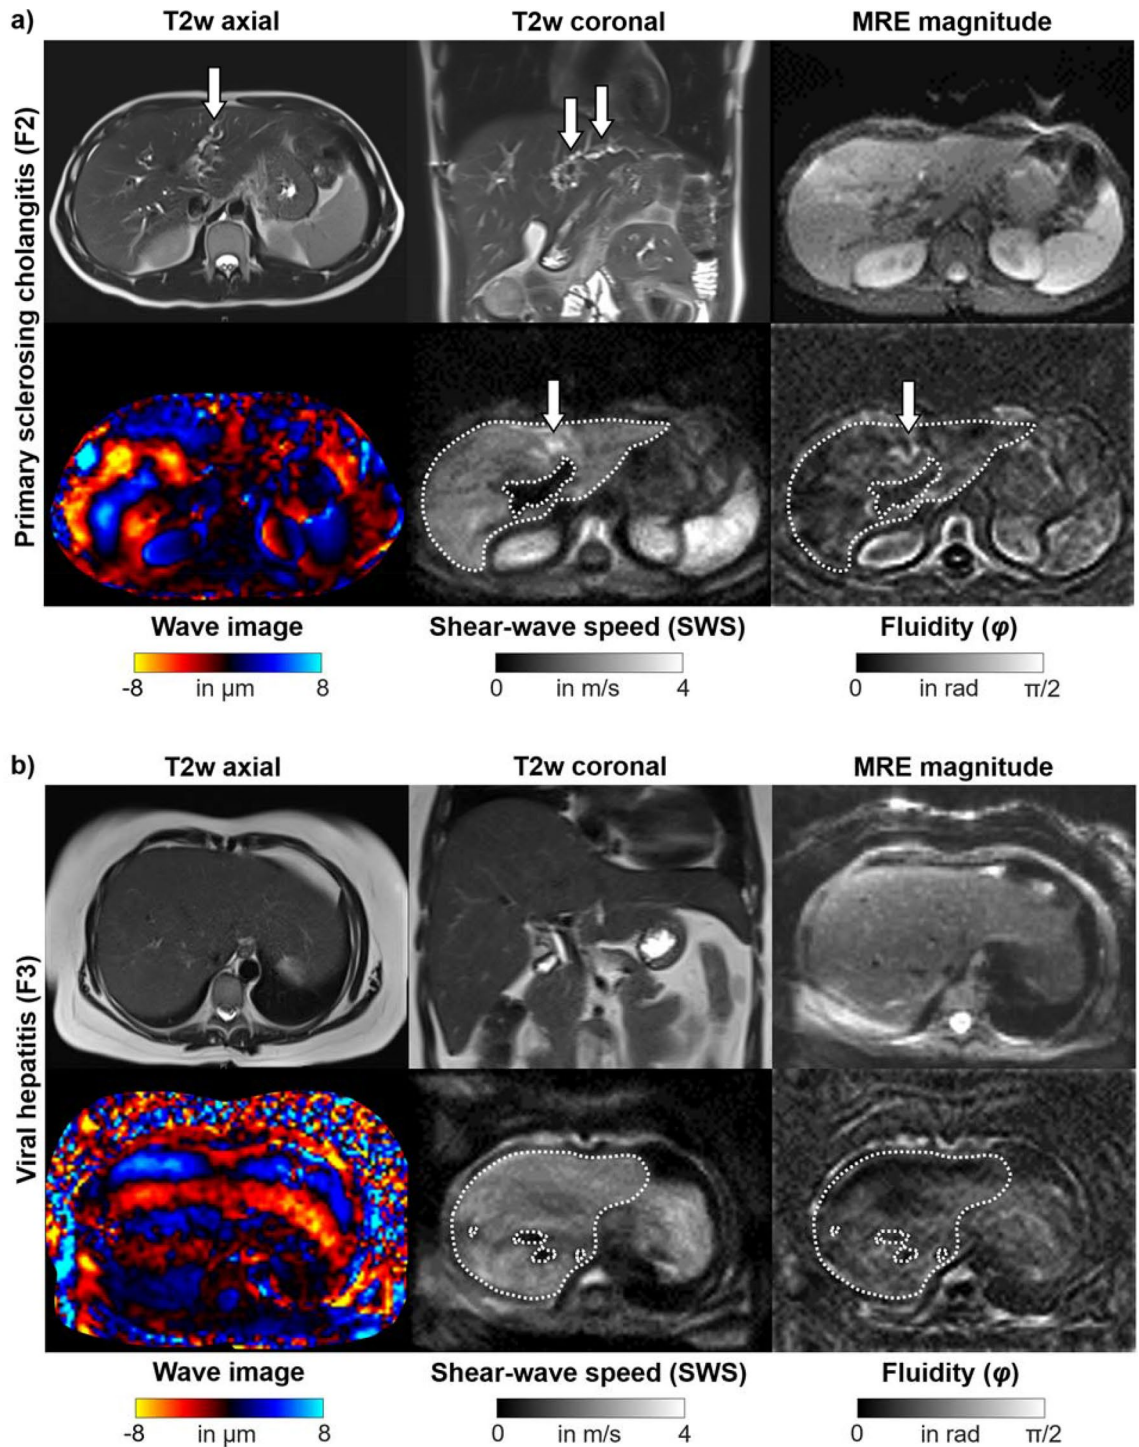 a)
T2w axial
T2w coronal
MRE magnitude
Primary sclerosing cholangitis (F2)
Wave image
Shear-wave speed (SWS)
Fluidity (φ)
-8 in µm 8
0 in m/s 4
0 in rad π/2
b)
T2w axial
T2w coronal
MRE magnitude
Viral hepatitis (F3)
Wave image
Shear-wave speed (SWS)
Fluidity (φ)
-8 in µm 8
0 in m/s 4
0 in rad π/2